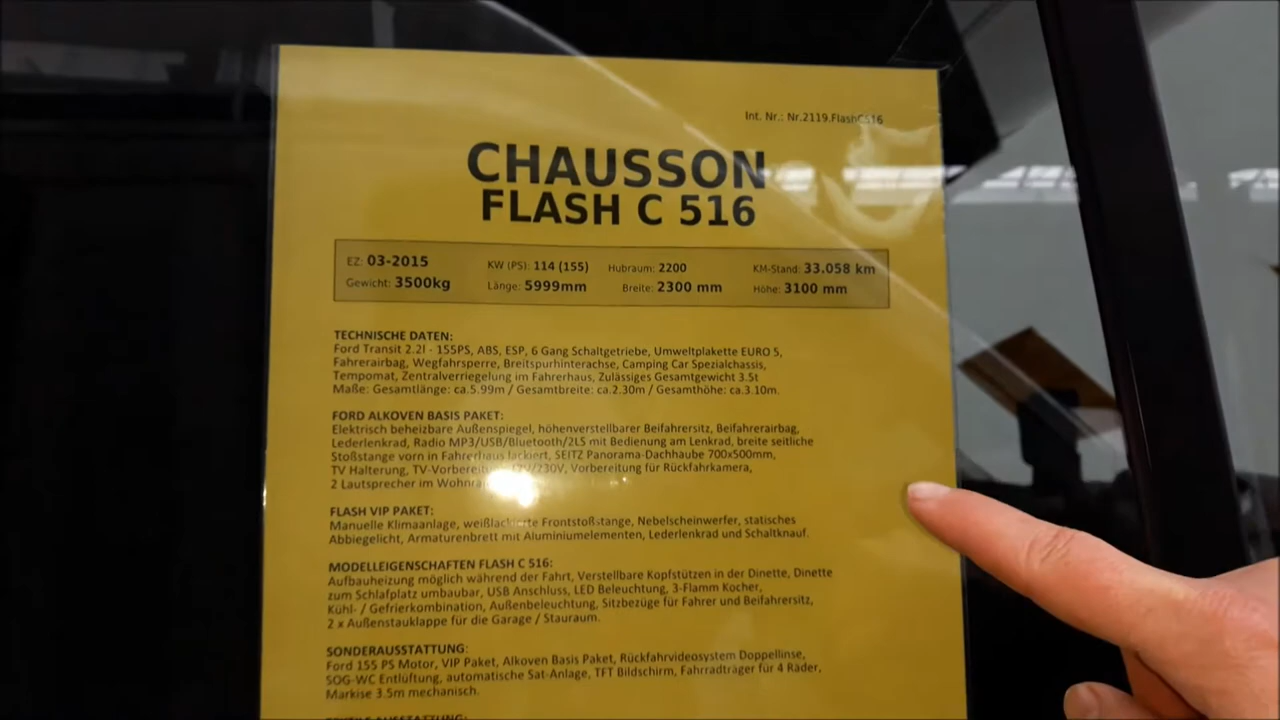 Int. Nr.: Nr.2119.FlashC516
CHAUSSON
FLASH C 516
EZ: 03-2015 KW (PS): 114 (155) Hubraum: 2200 KM-Stand: 33.058 km
Gewicht: 3500kg Länge: 5999mm Breite: 2300 mm Höhe: 3100 mm
TECHNISCHE DATEN:
Ford Transit 2.2l - 155PS, ABS, ESP, 6 Gang Schaltgetriebe, Umweltplakette EURO 5,
Fahrerairbag, Wegfahrsperre, Breitspurhinterachse, Camping Car Spezialchassis,
Tempomat, Zentralverriegelung im Fahrerhaus, Zulässiges Gesamtgewicht 3.5t
Maße: Gesamtlänge: ca.5.99m / Gesamtbreite: ca.2.30m / Gesamthöhe: ca.3.10m.
FORD ALKOVEN BASIS PAKET:
Elektrisch beheizbare Außenspiegel, höhenverstellbarer Beifahrersitz, Beifahrerairbag,
Lederlenkrad, Radio MP3/USB/Bluetooth/2LS mit Bedienung am Lenkrad, breite seitliche
Stoßstange vorn in Fahrerhaus lackiert, SEITZ Panorama-Dachhaube 700x500mm,
TV Halterung, 12V/230V, Vorbereitung für Rückfahrkamera,
2 Lautsprecher im
FLASH VIP PAKET:
Manuelle Klimaanlage, weißlackierte Frontstoßstange, Nebelscheinwerfer, statisches
Abbiegelicht, Armaturenbrett mit Aluminiumelementen, Lederlenkrad und Schaltknauf.
MODELLEIGENSCHAFTEN FLASH C 516:
Aufbauheizung möglich während der Fahrt, Verstellbare Kopfstützen in der Dinette, Dinette
zum Schlafplatz umbaubar, USB Anschluss, LED Beleuchtung, 3-Flamm Kocher,
Kühl- / Gefrierkombination, Außenbeleuchtung, Sitzbezüge für Fahrer und Beifahrersitz,
2 x Außenstauklappe für die Garage / Stauraum.
SONDERAUSSTATTUNG:
Ford 155 PS Motor, VIP Paket, Alkoven Basis Paket, Rückfahrvideosystem Doppellinse,
SOG-WC Entlüftung, automatische Sat-Anlage, TFT Bildschirm, Fahrradträger für 4 Räder,
Markise 3.5m mechanisch.